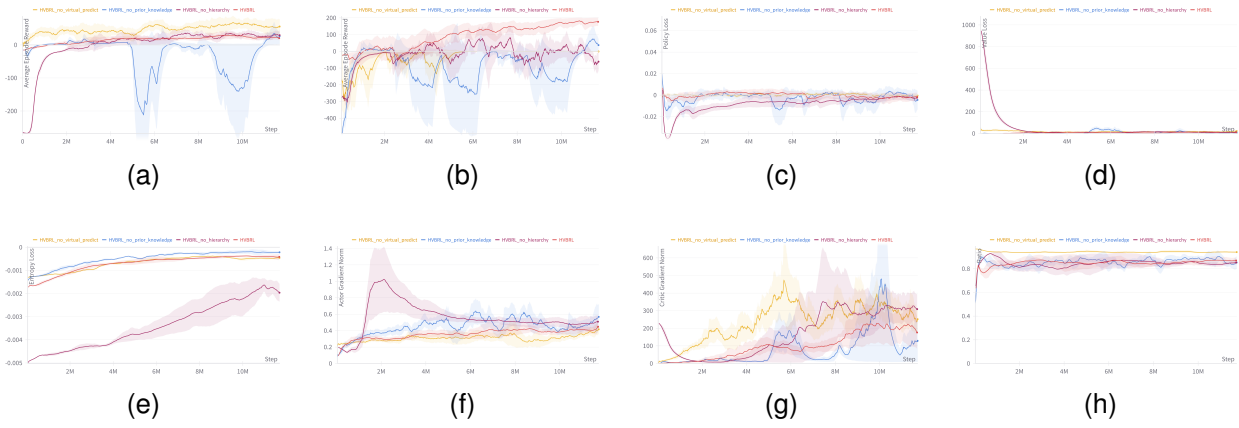 HVBRL_no_virtual_predict HVBRL_no_prior_knowledge HVBRL_no_hierarchy HVBRL
Average Episode Reward
0
-100
-200
0 2M 4M 6M 8M 10M
Step
(a)
HVBRL_no_virtual_predict HVBRL_no_prior_knowledge HVBRL_no_hierarchy HVBRL
Average Episode Reward
200
100
0
-100
-200
-300
-400
2M 4M 6M 8M 10M
Step
(b)
HVBRL_no_virtual_predict HVBRL_no_prior_knowledge HVBRL_no_hierarchy HVBRL
Policy Loss
0.06
0.04
0.02
0
-0.02
2M 4M 6M 8M 10M
Step
(c)
HVBRL_no_virtual_predict HVBRL_no_prior_knowledge HVBRL_no_hierarchy HVBRL
1000
800
600
400
200
0
2M 4M 6M 8M 10M
Step
(d)
HVBRL_no_virtual_predict HVBRL_no_prior_knowledge HVBRL_no_hierarchy HVBRL
Entropy Loss
0
-0.001
-0.002
-0.003
-0.004
-0.005
2M 4M 6M 8M 10M
Step
(e)
HVBRL_no_virtual_predict HVBRL_no_prior_knowledge HVBRL_no_hierarchy HVBRL
Actor Gradient Norm
1.4
1.2
1
0.8
0.6
0.4
0.2
0
2M 4M 6M 8M 10M
Step
(f)
HVBRL_no_virtual_predict HVBRL_no_prior_knowledge HVBRL_no_hierarchy HVBRL
Critic Gradient Norm
600
500
400
300
200
100
0
2M 4M 6M 8M 10M
Step
(g)
HVBRL_no_virtual_predict HVBRL_no_prior_knowledge HVBRL_no_hierarchy HVBRL
0.8
0.6
0.4
0.2
0
2M 4M 6M 8M 10M
Step
(h)